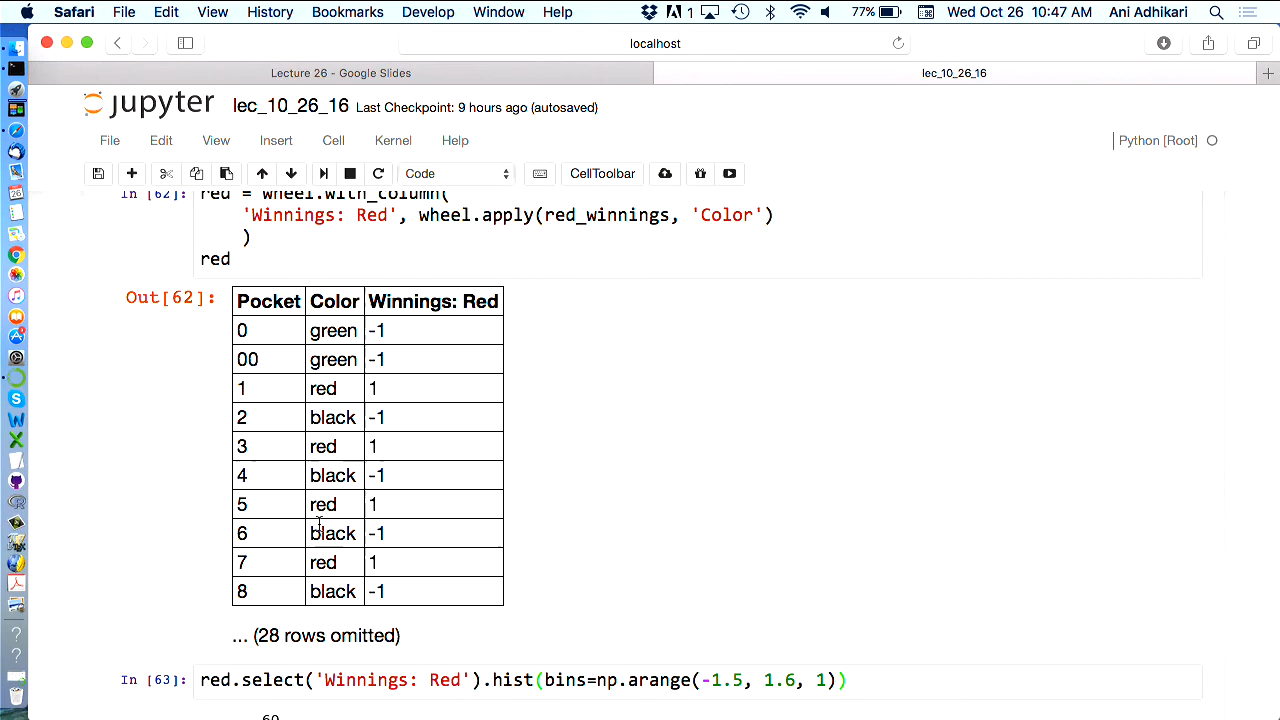 Safari File Edit View History Bookmarks Develop Window Help 1 77% Wed Oct 26 10:47 AM Ani Adhikari
localhost
Lecture 26 - Google Slides lec_10_26_16
jupyter lec_10_26_16 Last Checkpoint: 9 hours ago (autosaved)
File Edit View Insert Cell Kernel Help Python [Root]
Code CellToolbar
In [62]: red = wheel.with_column(
'Winnings: Red', wheel.apply(red_winnings, 'Color')
)
red
Out[62]:
Pocket Color Winnings: Red
0 green -1
00 green -1
1 red 1
2 black -1
3 red 1
4 black -1
5 red 1
6 black -1
7 red 1
8 black -1
... (28 rows omitted)
In [63]: red.select('Winnings: Red').hist(bins=np.arange(-1.5, 1.6, 1))
60